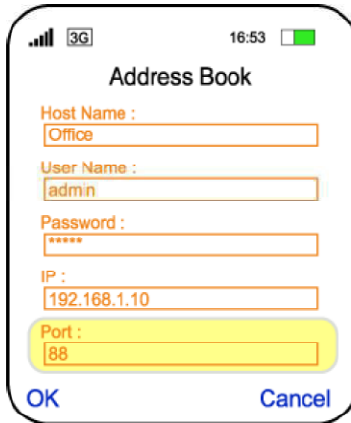 3G 16:53
Address Book
Host Name :
Office
User Name :
admin
Password :
*****
IP :
192.168.1.10
Port :
88
OK Cancel